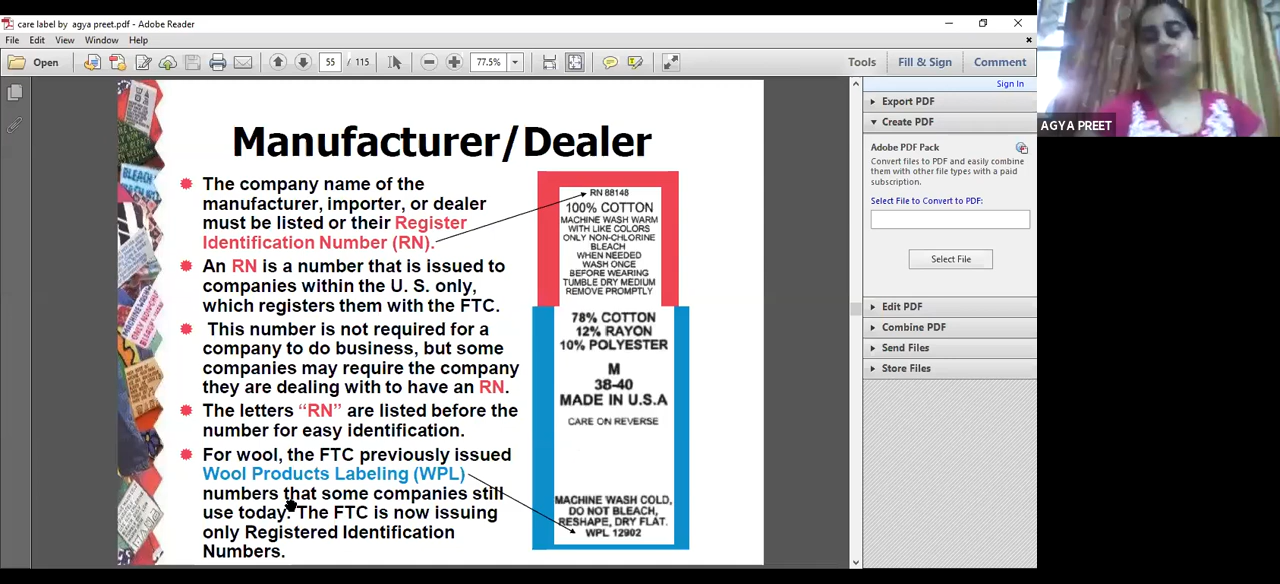 care label by agya preet.pdf - Adobe Reader
File Edit View Window Help
Open 55 / 115 77.5% Tools Fill & Sign Comment
Sign In
Export PDF
Create PDF
Adobe PDF Pack
Convert files to PDF and easily combine
them with other file types with a paid
subscription.
Select File to Convert to PDF:
Select File
Edit PDF
Combine PDF
Send Files
Store Files
AGYA PREET
Manufacturer/Dealer
The company name of the
manufacturer, importer, or dealer
must be listed or their Register
Identification Number (RN).
An RN is a number that is issued to
companies within the U. S. only,
which registers them with the FTC.
This number is not required for a
company to do business, but some
companies may require the company
they are dealing with to have an RN.
The letters “RN” are listed before the
number for easy identification.
For wool, the FTC previously issued
Wool Products Labeling (WPL)
numbers that some companies still
use today. The FTC is now issuing
only Registered Identification
Numbers.
RN 88148
100% COTTON
MACHINE WASH WARM
WITH LIKE COLORS
ONLY NON-CHLORINE
BLEACH
WHEN NEEDED
WASH ONCE
BEFORE WEARING
TUMBLE DRY MEDIUM
REMOVE PROMPTLY
78% COTTON
12% RAYON
10% POLYESTER
M
38-40
MADE IN U.S.A
CARE ON REVERSE
MACHINE WASH COLD,
DO NOT BLEACH,
RESHAPE, DRY FLAT.
WPL 12902
BLEACH